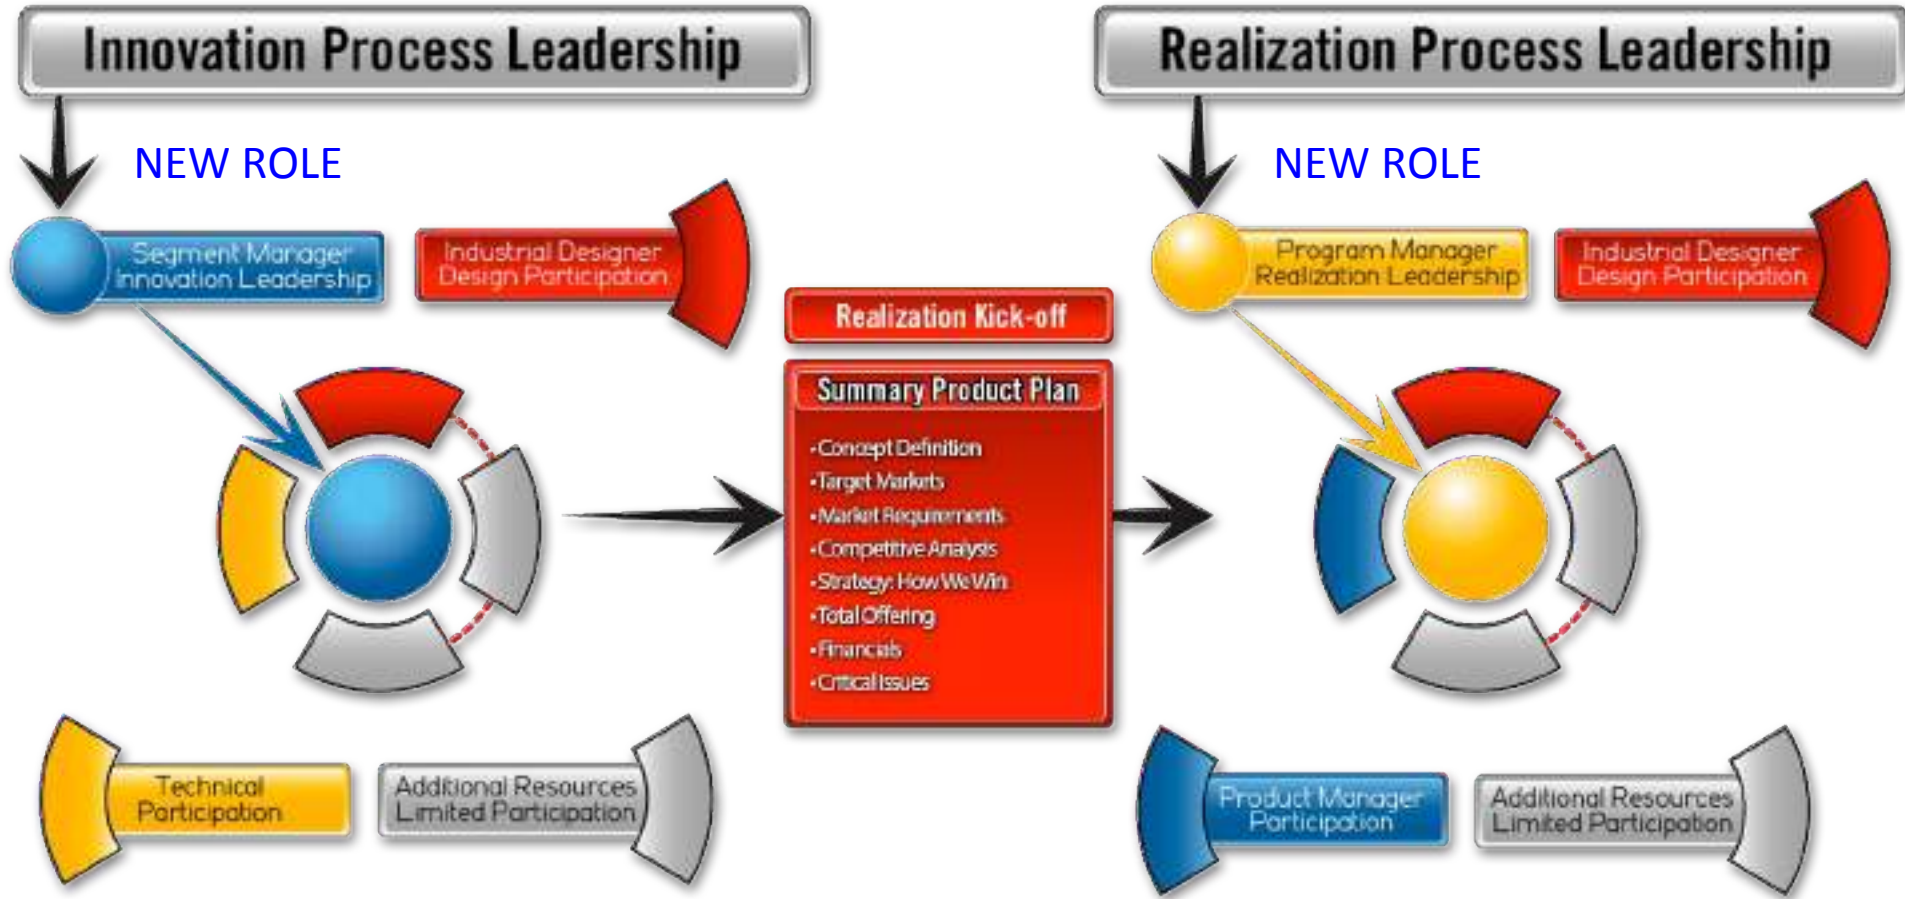 Innovation Process Leadership
NEW ROLE
Segment Manager
Innovation Leadership
Industrial Designer
Design Participation
Technical
Participation
Additional Resources
Limited Participation
Realization Kick-off
Summary Product Plan
•Concept Definition
•Target Markets
•Market Requirements
•Competitive Analysis
•Strategy: How We Win
•Total Offering
•Financials
•Critical Issues
Realization Process Leadership
NEW ROLE
Program Manager
Realization Leadership
Industrial Designer
Design Participation
Product Manager
Participation
Additional Resources
Limited Participation